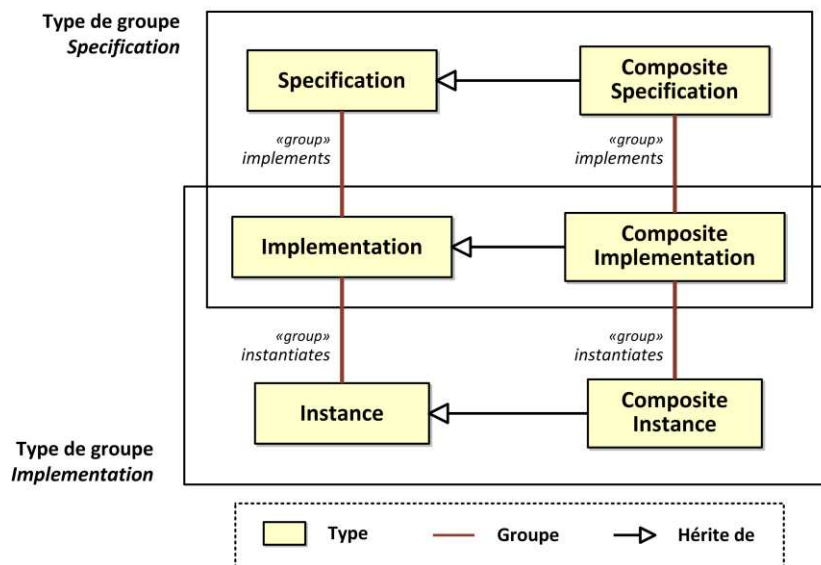 Type de groupe
Specification
Specification
Composite
Specification
«group»
implements
«group»
implements
Implementation
Composite
Implementation
«group»
instantiates
«group»
instantiates
Instance
Composite
Instance
Type de groupe
Implementation
Type
Groupe
Hérite de